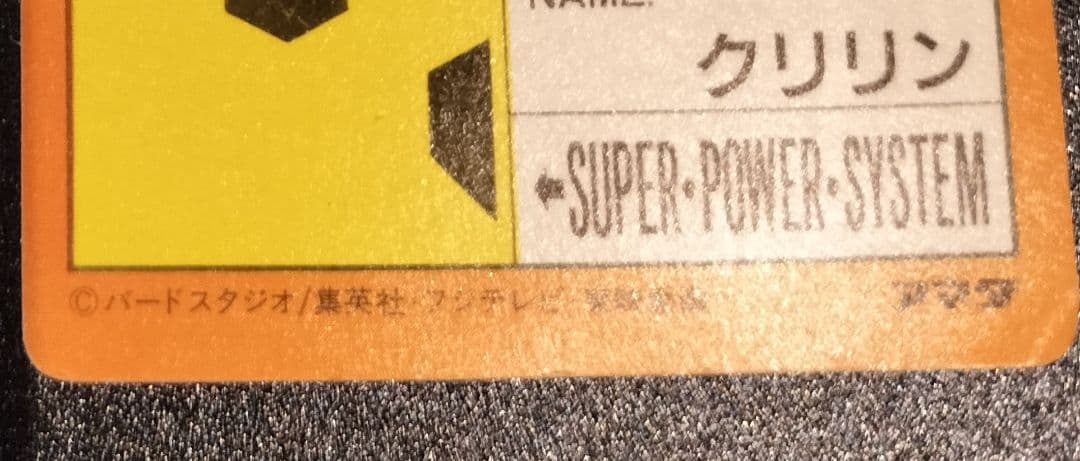 NAME:
クリリン
←SUPER・POWER・SYSTEM
©バードスタジオ/集英社・フジテレビ・東映動画
アマダ